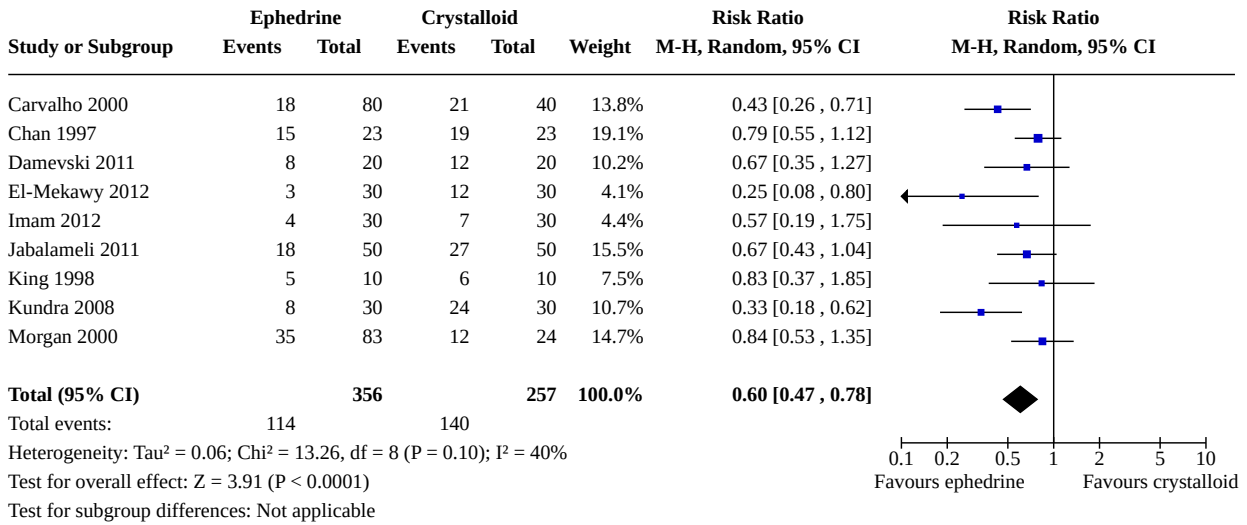 Ephedrine Crystalloid Risk Ratio Risk Ratio
Study or Subgroup Events Total Events Total Weight M-H, Random, 95% CI M-H, Random, 95% CI
Carvalho 2000 18 80 21 40 13.8% 0.43 [0.26 , 0.71]
Chan 1997 15 23 19 23 19.1% 0.79 [0.55 , 1.12]
Damevski 2011 8 20 12 20 10.2% 0.67 [0.35 , 1.27]
El-Mekawy 2012 3 30 12 30 4.1% 0.25 [0.08 , 0.80]
Imam 2012 4 30 7 30 4.4% 0.57 [0.19 , 1.75]
Jabalameli 2011 18 50 27 50 15.5% 0.67 [0.43 , 1.04]
King 1998 5 10 6 10 7.5% 0.83 [0.37 , 1.85]
Kundra 2008 8 30 24 30 10.7% 0.33 [0.18 , 0.62]
Morgan 2000 35 83 12 24 14.7% 0.84 [0.53 , 1.35]
Total (95% CI) 356 257 100.0% 0.60 [0.47 , 0.78]
Total events: 114 140
Heterogeneity: Tau² = 0.06; Chi² = 13.26, df = 8 (P = 0.10); I² = 40%
0.1 0.2 0.5 1 2 5 10
Test for overall effect: Z = 3.91 (P < 0.0001)
Favours ephedrine Favours crystalloid
Test for subgroup differences: Not applicable